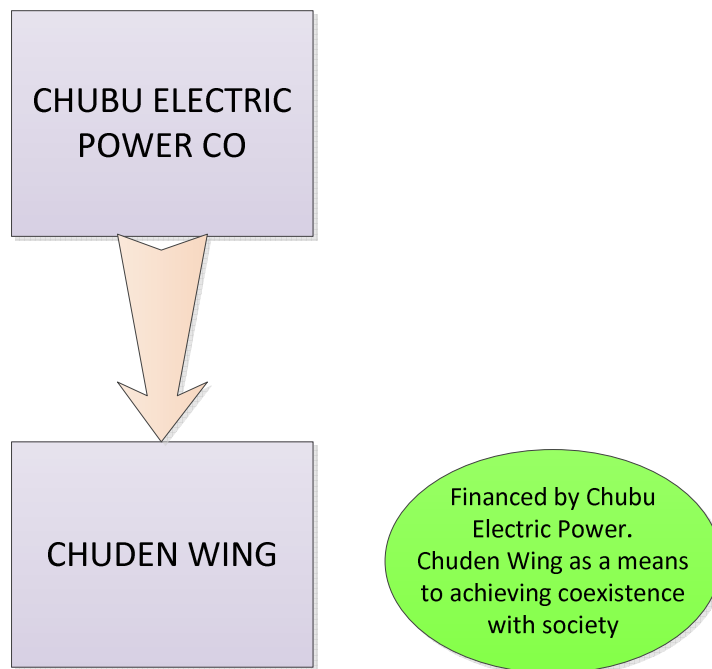 CHUBU ELECTRIC
POWER CO
CHUDEN WING
Financed by Chubu
Electric Power.
Chuden Wing as a means
to achieving coexistence
with society